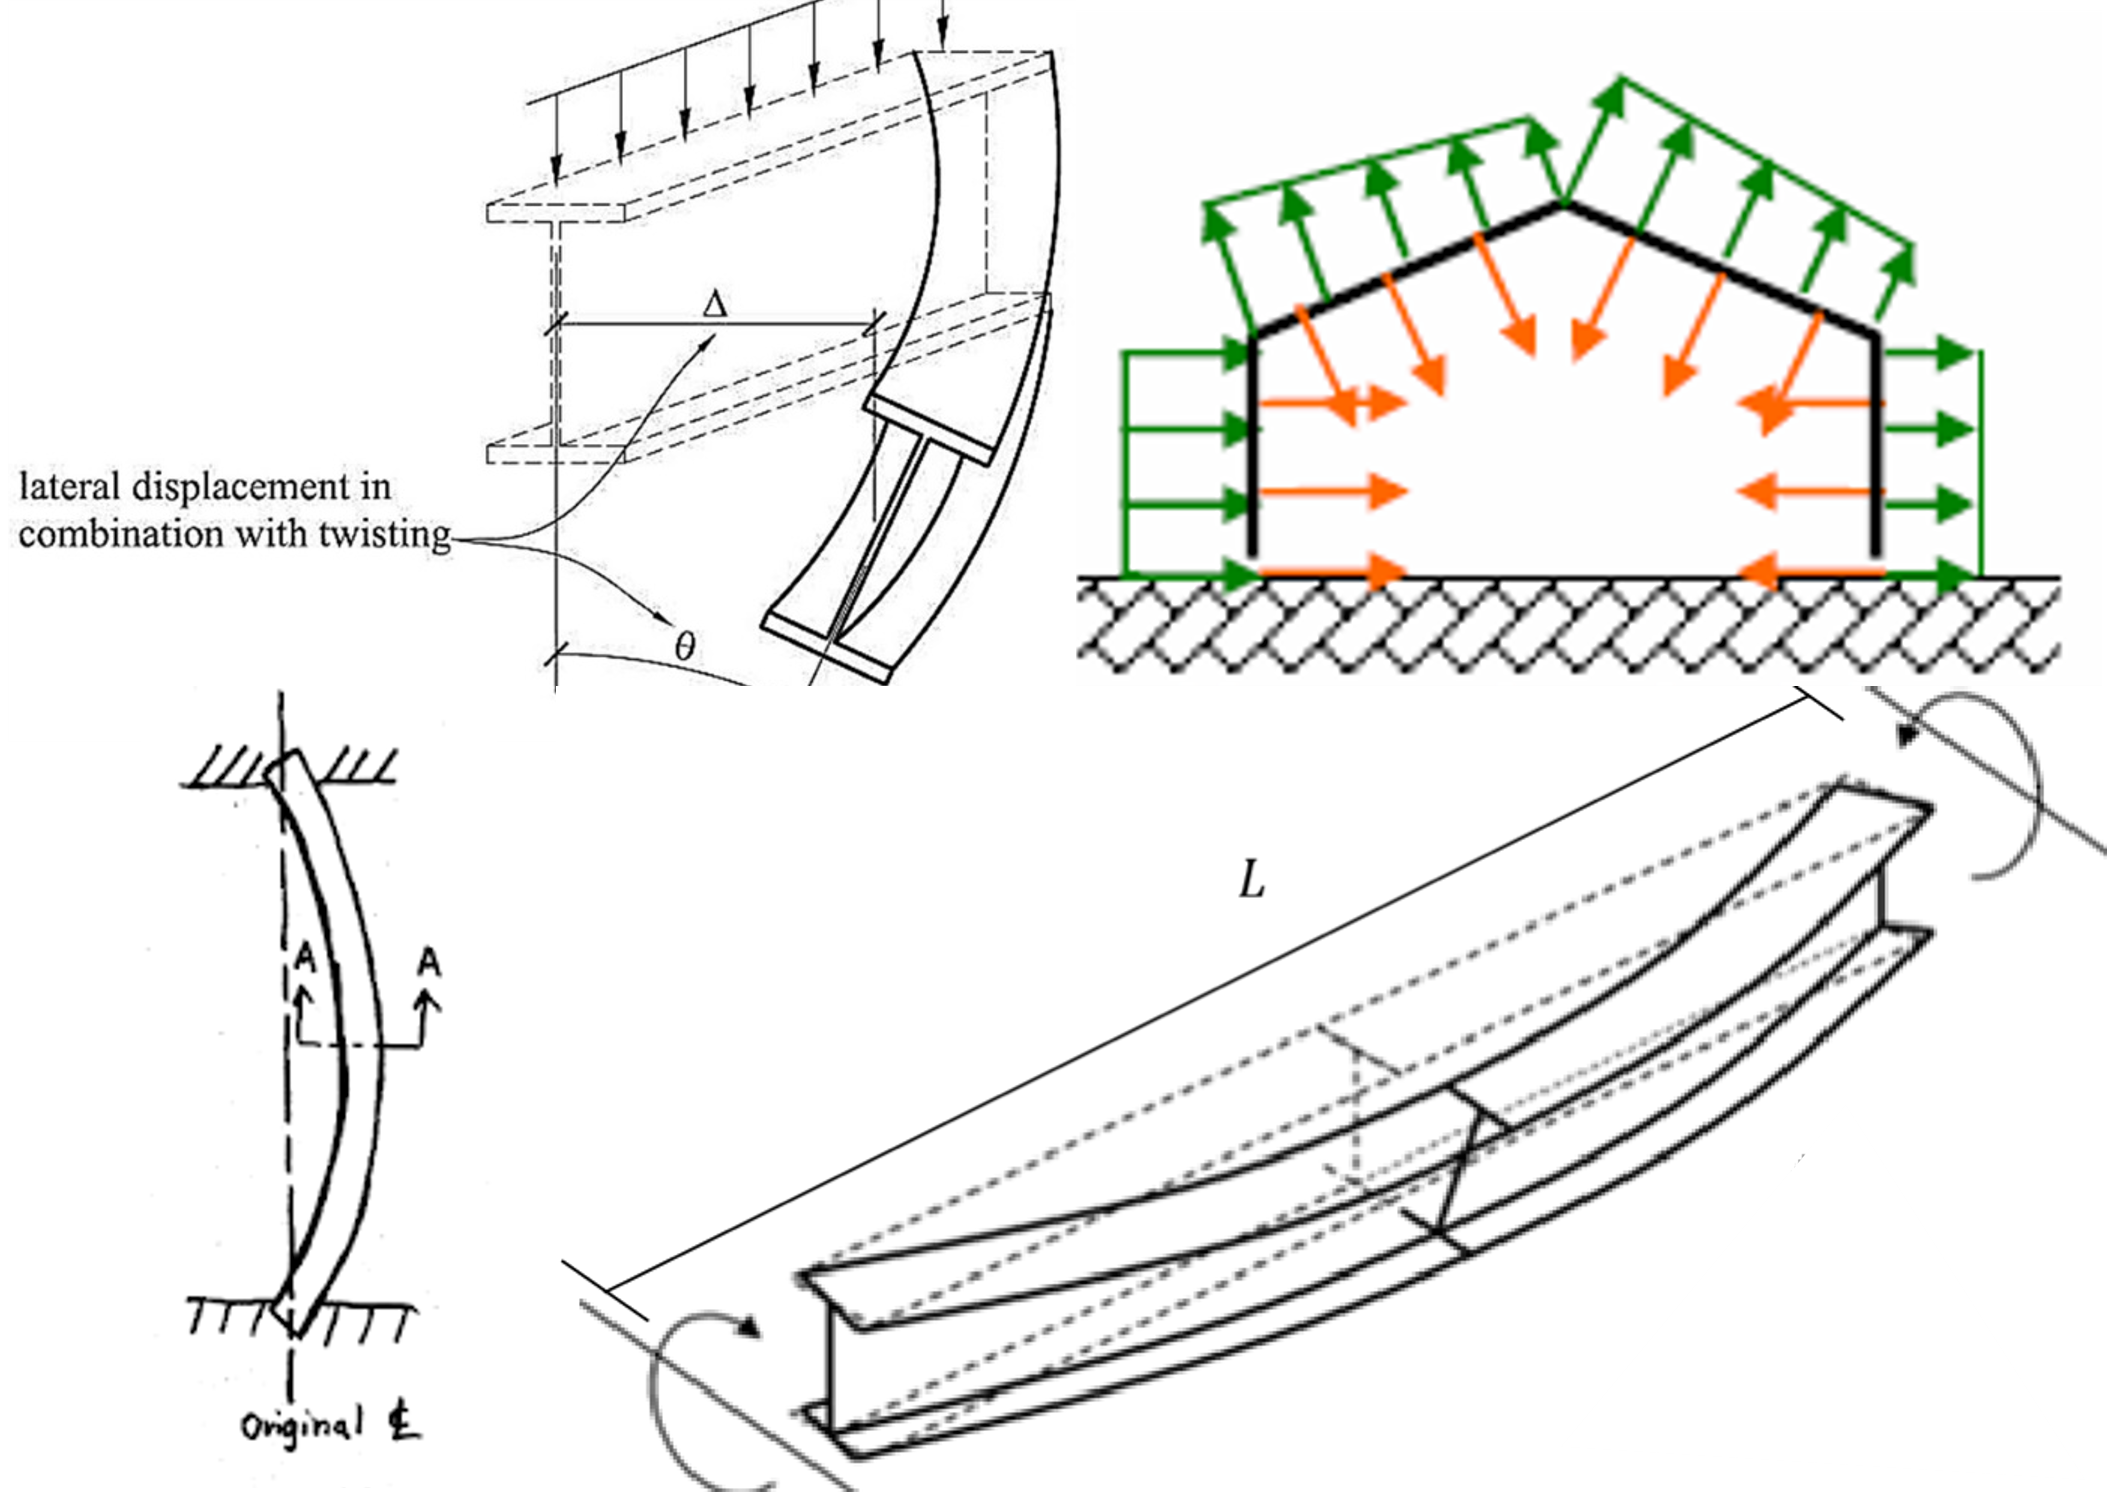 Δ
lateral displacement in
combination with twisting
θ
A A
L
Original ℄